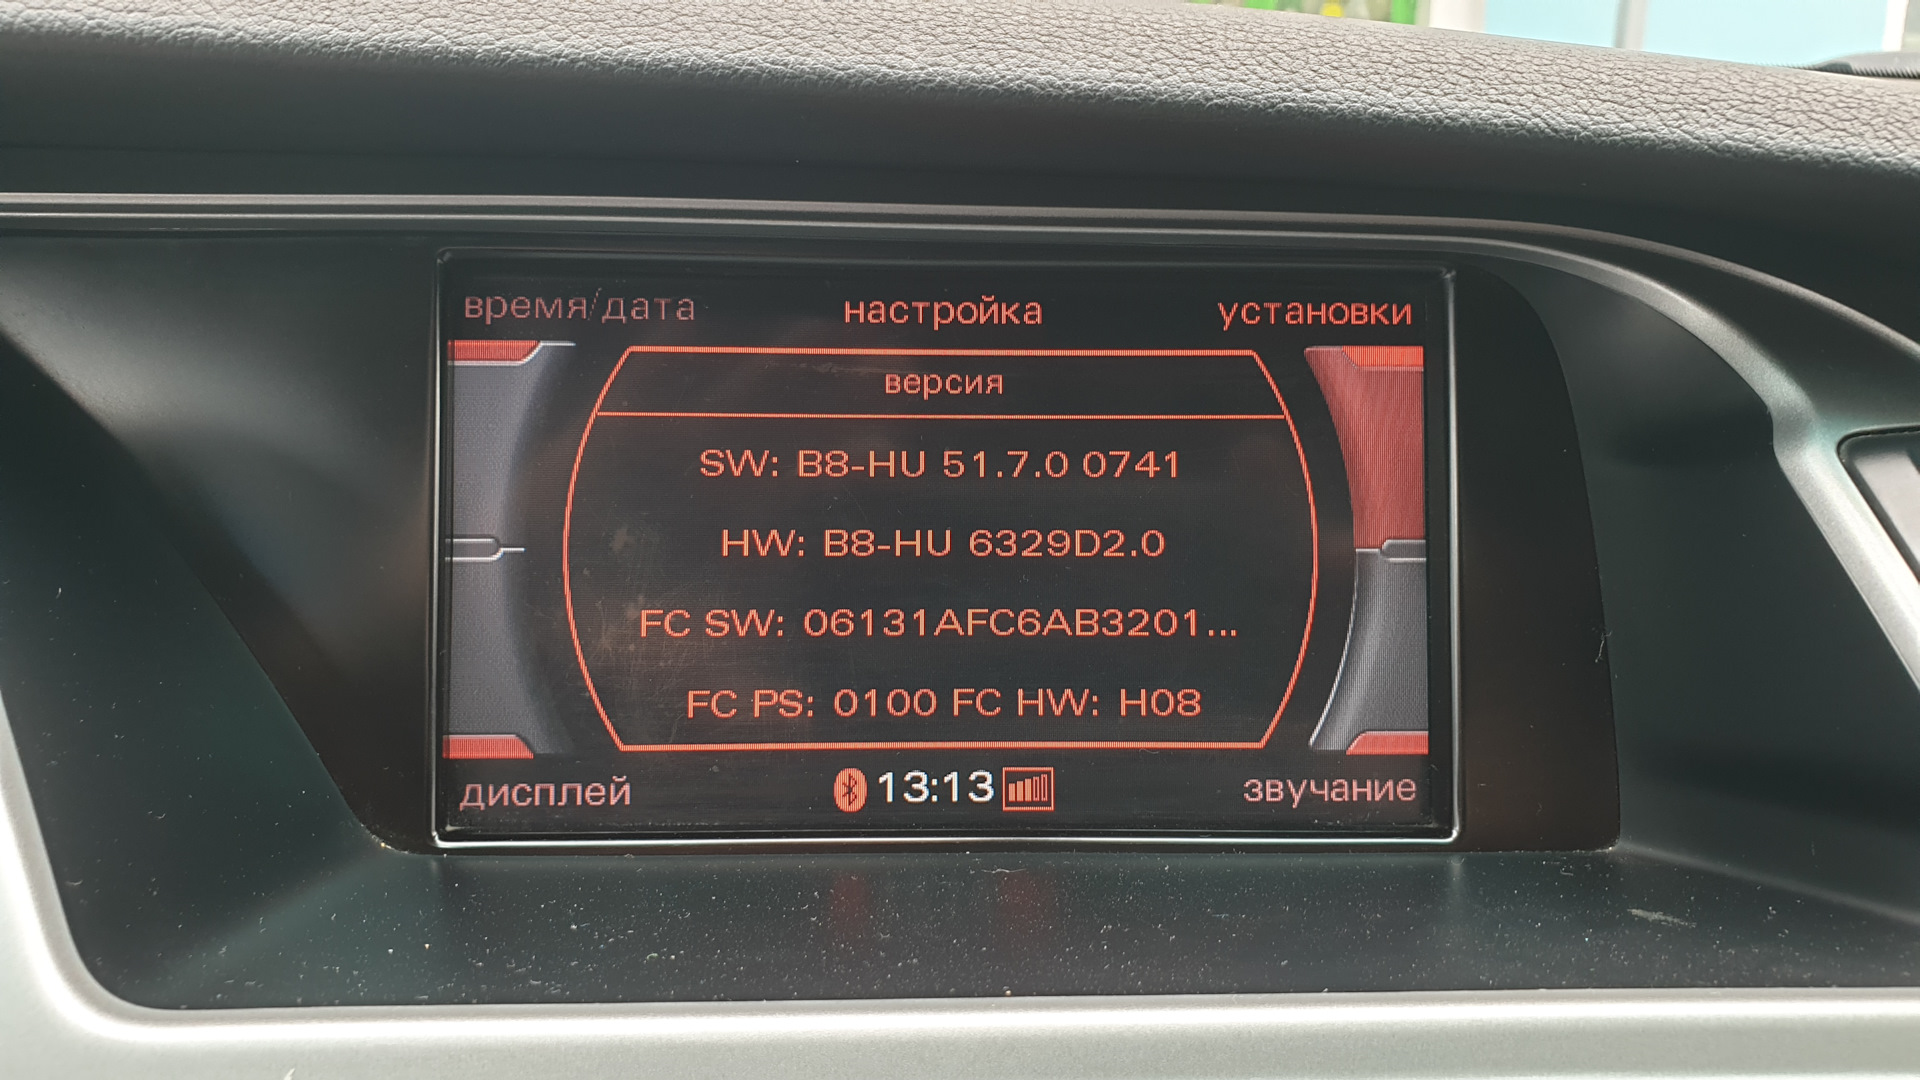 время/дата настройка установки
версия
SW: B8-HU 51.7.0 0741
HW: B8-HU 6329D2.0
FC SW: 06131AFC6AB3201...
FC PS: 0100 FC HW: H08
дисплей 13:13 звучание